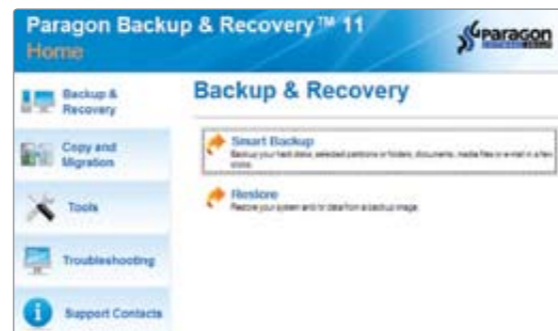 Paragon Backup & Recovery™ 11
Home
Paragon
Backup &
Recovery
Copy and
Migration
Tools
Troubleshooting
Support Contacts
Backup & Recovery
Smart Backup
Backup your hard disks, selected partitions or folders, documents, media files or e-mail in a few
clicks.
Restore
Restore your system and/or data from a backup image.